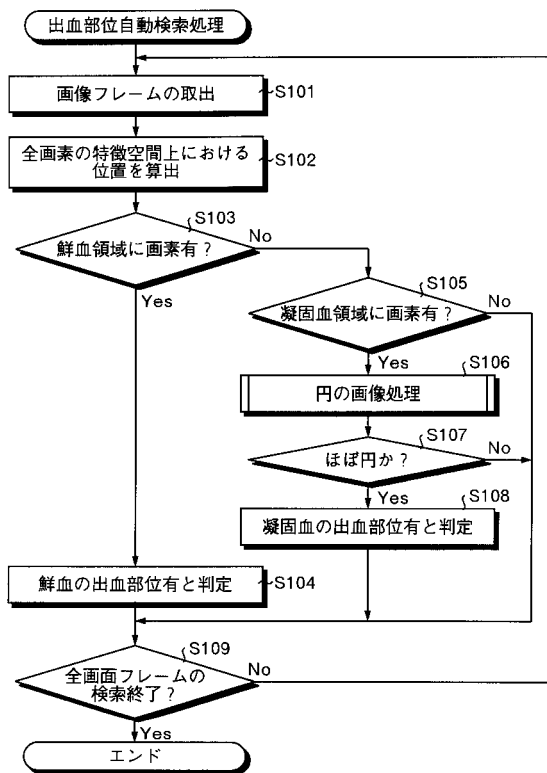 出血部位自動検索処理
画像フレームの取出
S101
全画素の特徴空間上における
位置を算出
S102
S103
鮮血領域に画素有？
No
Yes
S105
凝固血領域に画素有？
No
Yes
S106
円の画像処理
S107
ほぼ円か？
No
Yes
S108
凝固血の出血部位有と判定
鮮血の出血部位有と判定
S104
S109
全画面フレームの
検索終了？
No
Yes
エンド